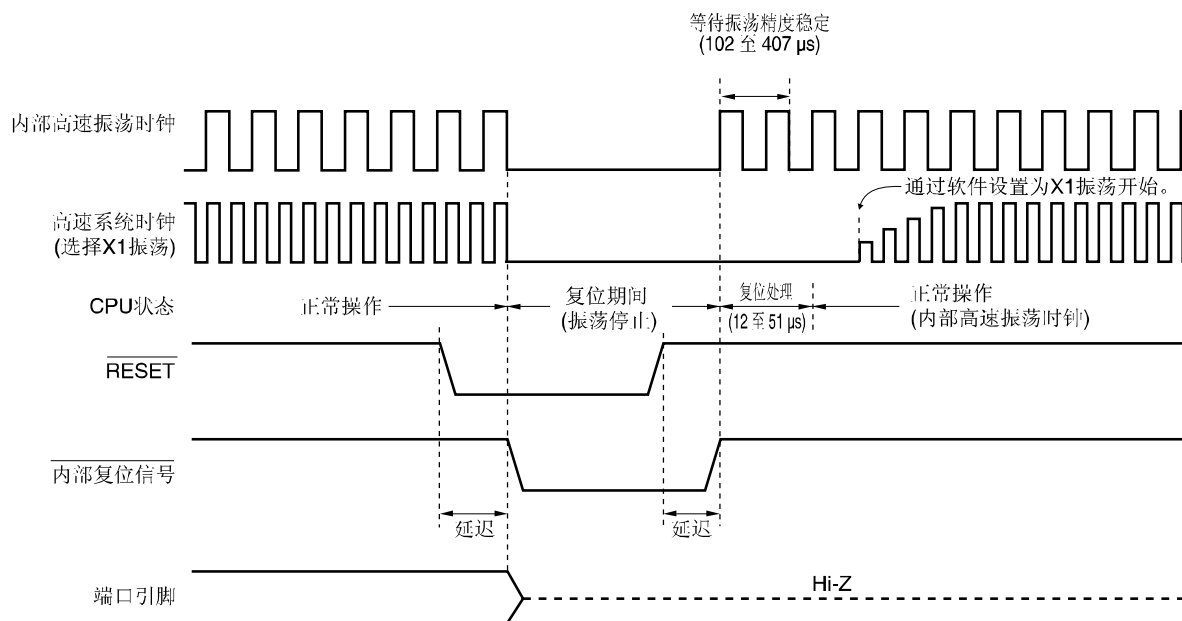 等待振荡精度稳定
(102 至 407 µs)
内部高速振荡时钟
通过软件设置为X1振荡开始。
高速系统时钟
(选择X1振荡)
CPU状态
正常操作
复位期间
(振荡停止)
复位处理
(12 至 51 µs)
正常操作
(内部高速振荡时钟)
RESET
内部复位信号
延迟
延迟
端口引脚
Hi-Z